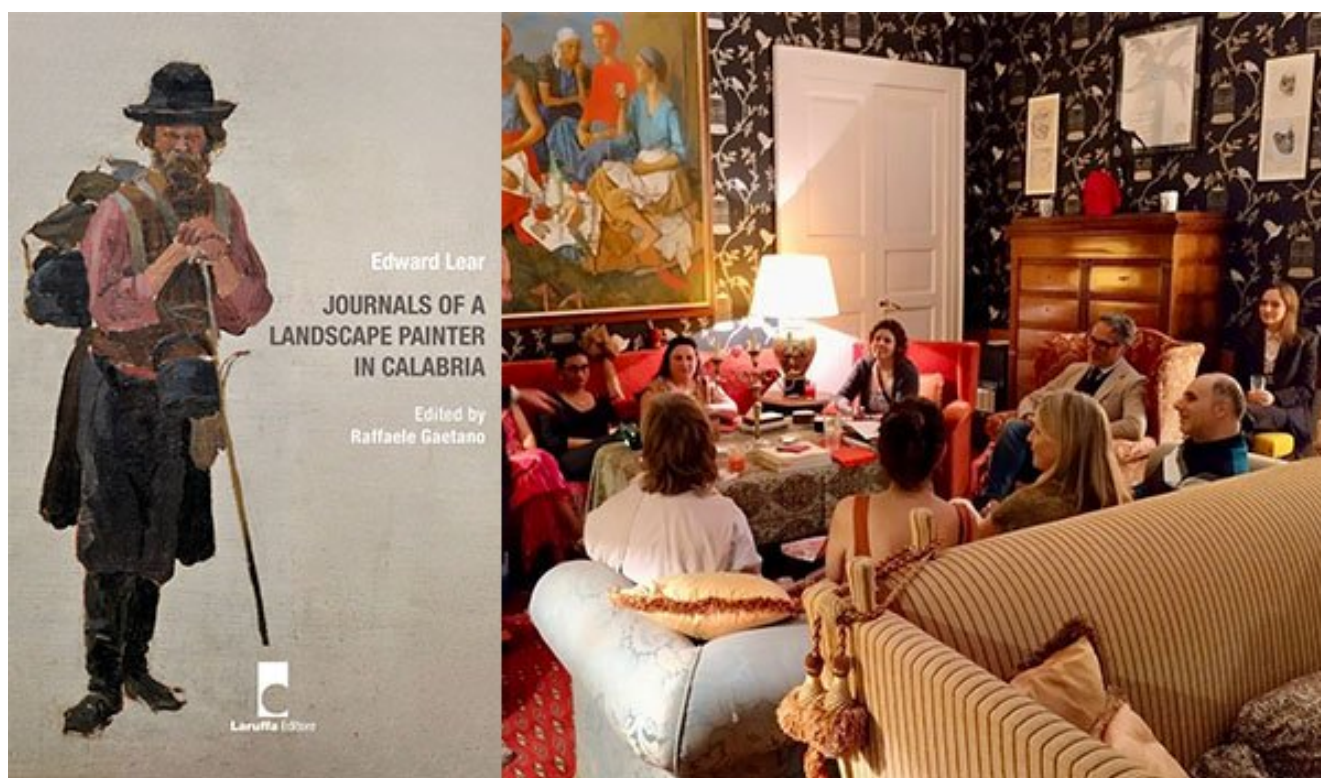 Edward Lear
JOURNALS OF A
LANDSCAPE PAINTER
IN CALABRIA
Edited by
Raffaele Gaetano
Laruffa Editore